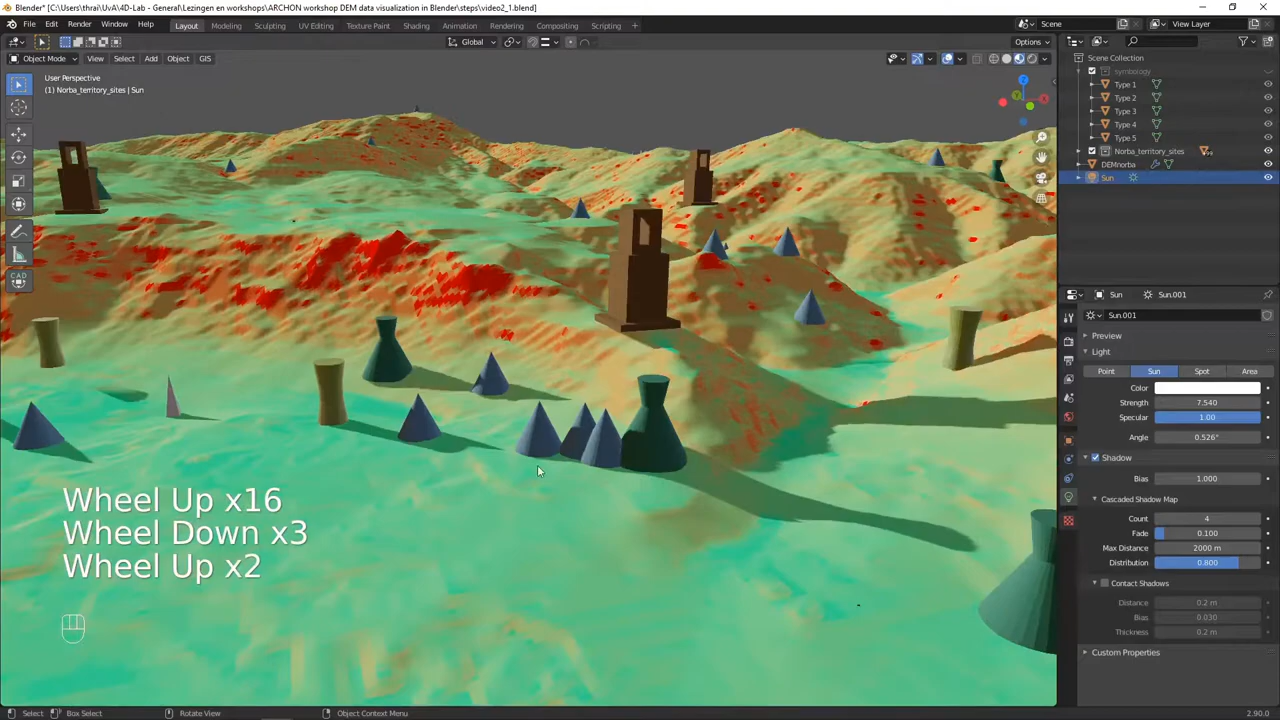 Blender* [C:\Users\thrai\UvA\4D-Lab - General\Lezingen en workshops\ARCHON workshop DEM data visualization in Blender\steps\video2_1.blend]
File Edit Render Window Help Layout Modeling Sculpting UV Editing Texture Paint Shading Animation Rendering Compositing Scripting + Scene View Layer
Global Options
Object Mode View Select Add Object GIS
User Perspective
(1) Norba_territory_sites | Sun
CAD
Scene Collection
symbology
Type 1
Type 2
Type 3
Type 4
Type 5
Norba_territory_sites
DEMnorba
Sun
Sun Sun.001
Sun.001
Preview
Light
Point Sun Spot Area
Color
Strength 7.540
Specular 1.00
Angle 0.526°
Shadow
Bias 1.000
Cascaded Shadow Map
Count 4
Fade 0.100
Max Distance 2000 m
Distribution 0.800
Contact Shadows
Distance 0.2 m
Bias 0.030
Thickness 0.2 m
Custom Properties
Wheel Up x16
Wheel Down x3
Wheel Up x2
Select Box Select Rotate View Object Context Menu 2.90.0